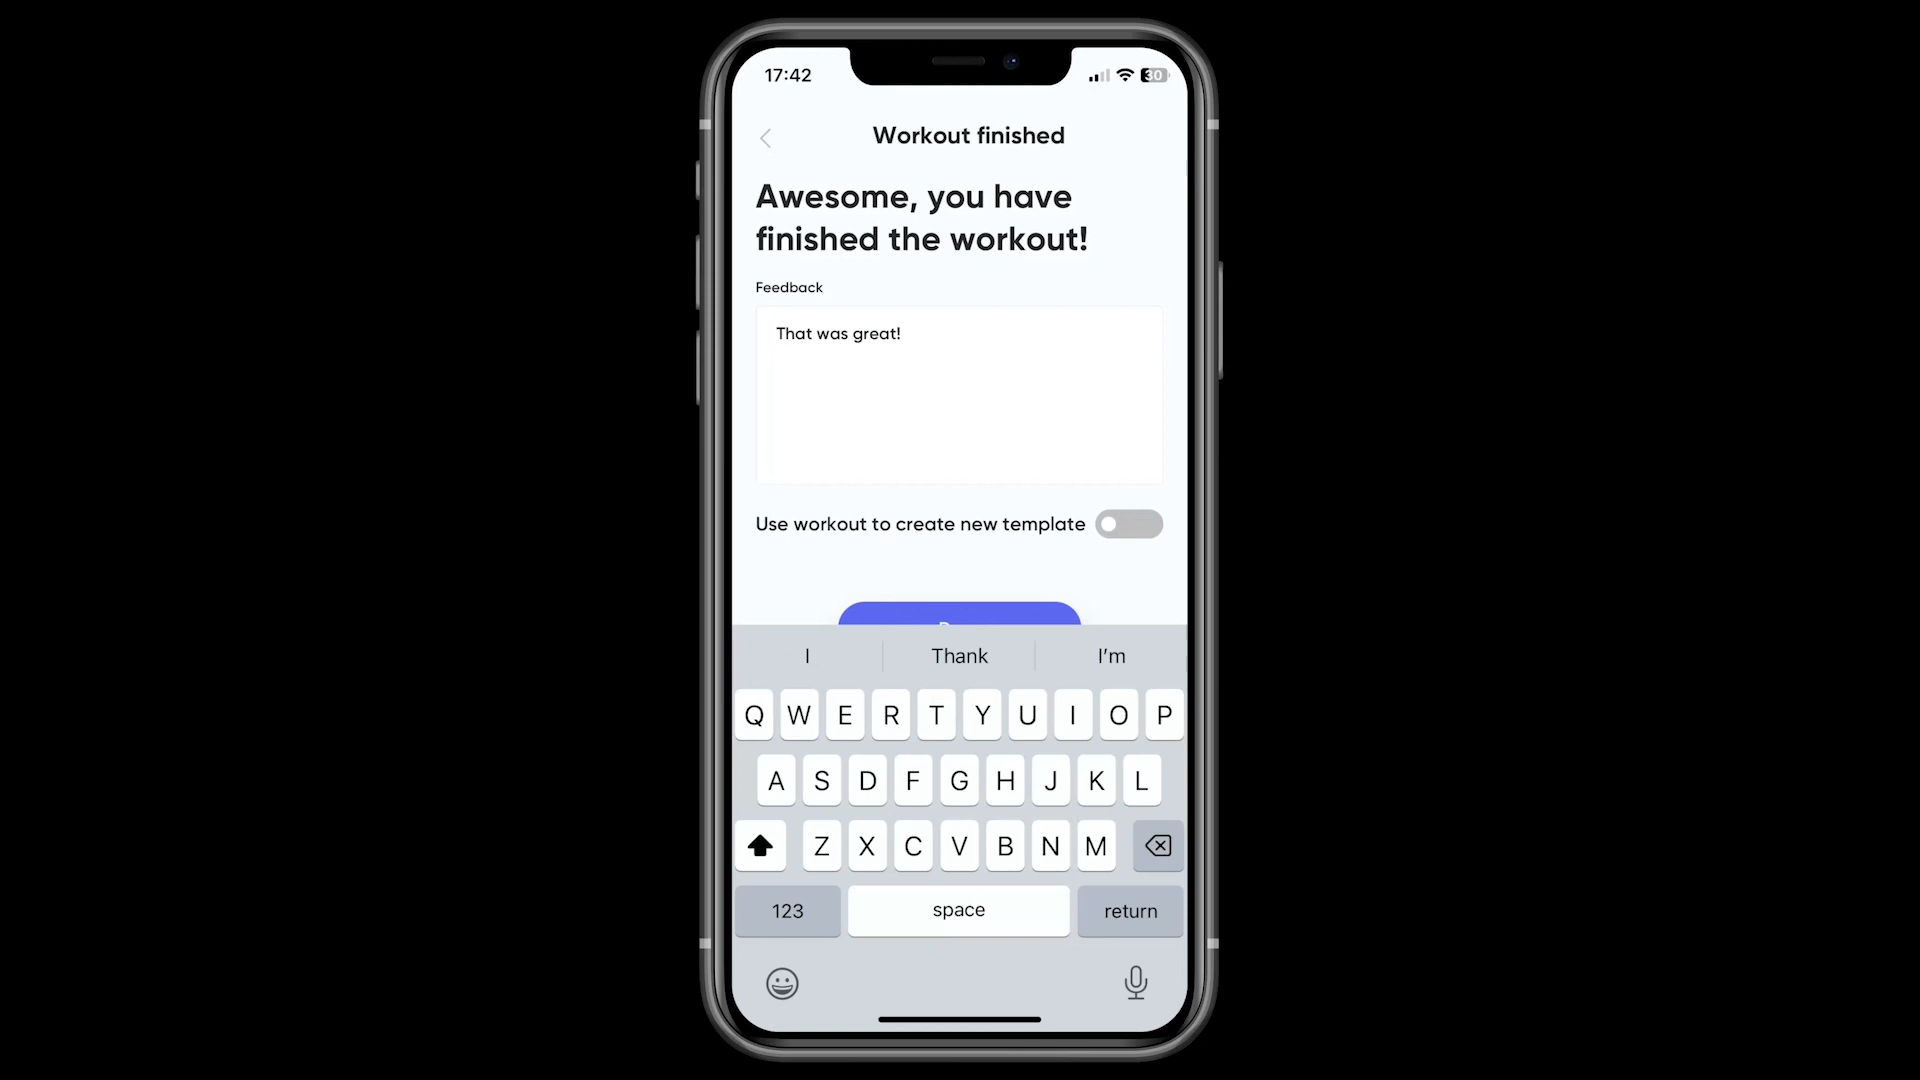 17:42
30
Workout finished
Awesome, you have
finished the workout!
Feedback
That was great!
Use workout to create new template
I
Thank
I'm
Q W E R T Y U I O P
A S D F G H J K L
Z X C V B N M
123
space
return